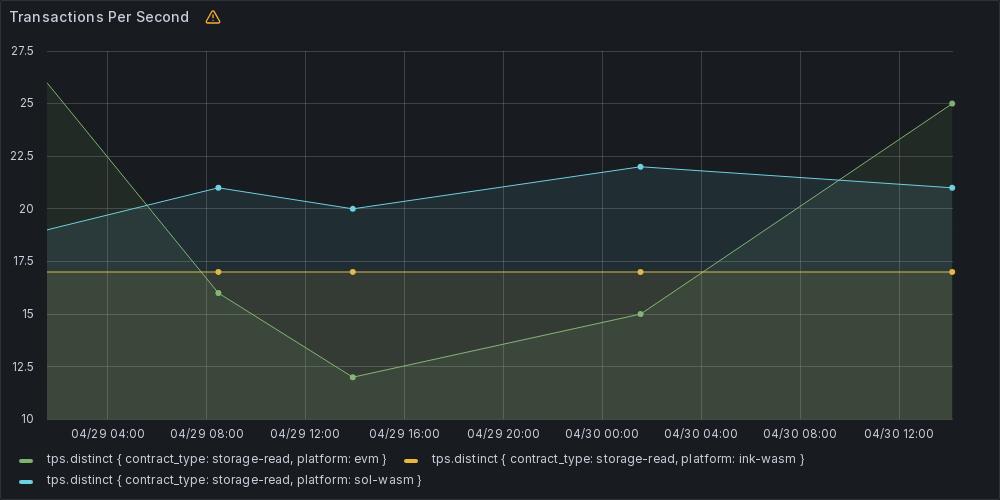 Transactions Per Second
27.5
25
22.5
20
17.5
15
12.5
10
04/29 04:00 04/29 08:00 04/29 12:00 04/29 16:00 04/29 20:00 04/30 00:00 04/30 04:00 04/30 08:00 04/30 12:00
tps.distinct { contract_type: storage-read, platform: evm } tps.distinct { contract_type: storage-read, platform: ink-wasm }
tps.distinct { contract_type: storage-read, platform: sol-wasm }